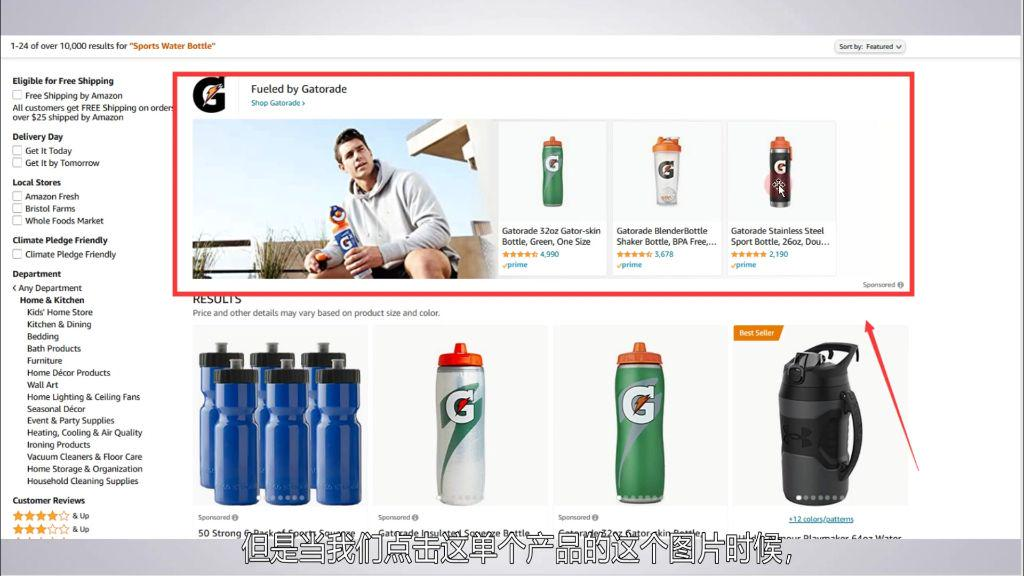 1-24 of over 10,000 results for "Sports Water Bottle"
Sort by: Featured
Eligible for Free Shipping
Free Shipping by Amazon
All customers get FREE Shipping on orders
over $25 shipped by Amazon
Delivery Day
Get It Today
Get It by Tomorrow
Local Stores
Amazon Fresh
Bristol Farms
Whole Foods Market
Climate Pledge Friendly
Climate Pledge Friendly
Department
Any Department
Home & Kitchen
Kids' Home Store
Kitchen & Dining
Bedding
Bath Products
Furniture
Home Décor Products
Wall Art
Home Lighting & Ceiling Fans
Seasonal Décor
Event & Party Supplies
Heating, Cooling & Air Quality
Ironing Products
Vacuum Cleaners & Floor Care
Home Storage & Organization
Household Cleaning Supplies
Customer Reviews
& Up
& Up
G
Fueled by Gatorade
Shop Gatorade ›
Gatorade 32oz Gator-skin
Bottle, Green, One Size
4,990
prime
Gatorade BlenderBottle
Shaker Bottle, BPA Free,...
3,678
prime
Gatorade Stainless Steel
Sport Bottle, 26oz, Dou...
2,190
prime
Sponsored
RESULTS
Price and other details may vary based on product size and color.
Best Seller
Sponsored
Sponsored
Sponsored
+12 colors/patterns
但是当我们点击这单个产品的这个图片时候，